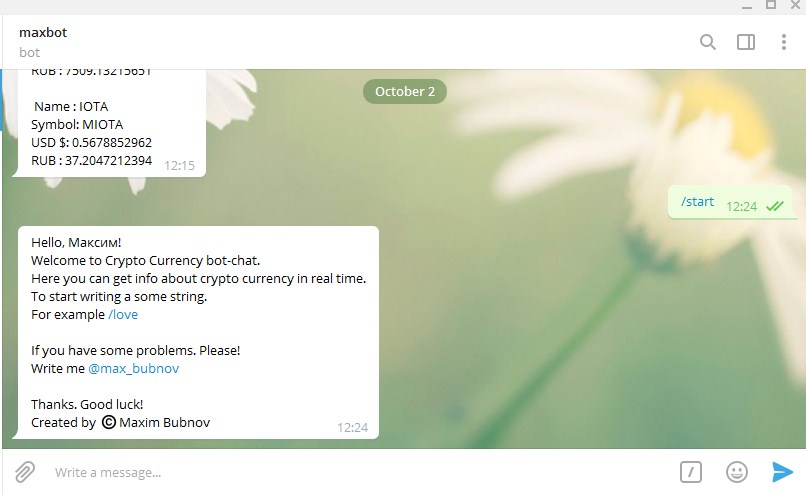 maxbot
bot
RUB : 7509.13215651
October 2
Name : IOTA
Symbol: MIOTA
USD $: 0.5678852962
RUB : 37.2047212394
12:15
/start
12:24
Hello, Максим!
Welcome to Crypto Currency bot-chat.
Here you can get info about crypto currency in real time.
To start writing a some string.
For example /love
If you have some problems. Please!
Write me @max_bubnov
Thanks. Good luck!
Created by © Maxim Bubnov
12:24
Write a message...